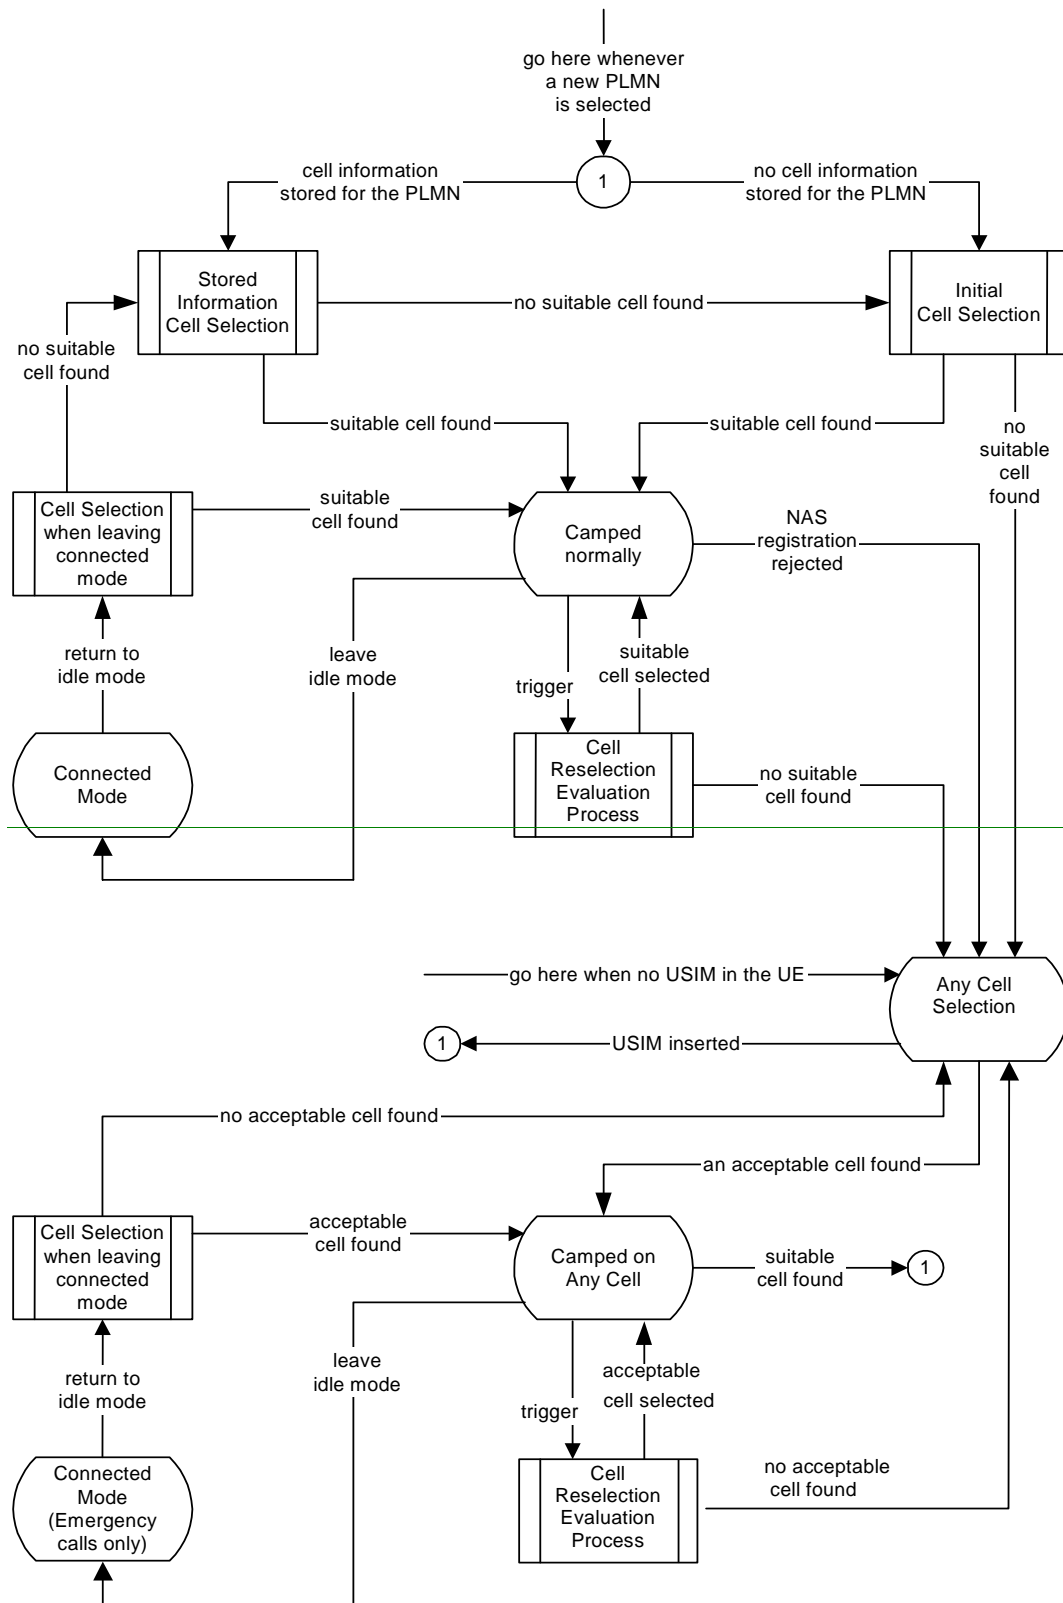 go here whenever
a new PLMN
is selected
1
cell information
stored for the PLMN
no cell information
stored for the PLMN
Stored
Information
Cell Selection
no suitable cell found
Initial
Cell Selection
no suitable
cell found
suitable cell found
suitable cell found
no
suitable
cell
found
Cell Selection
when leaving
connected
mode
suitable
cell found
Camped
normally
NAS
registration
rejected
return to
idle mode
leave
idle mode
trigger
suitable
cell selected
Connected
Mode
Cell
Reselection
Evaluation
Process
no suitable
cell found
go here when no USIM in the UE
Any Cell
Selection
1
USIM inserted
no acceptable cell found
an acceptable cell found
Cell Selection
when leaving
connected
mode
acceptable
cell found
Camped on
Any Cell
suitable
cell found
1
return to
idle mode
leave
idle mode
trigger
acceptable
cell selected
Connected
Mode
(Emergency
calls only)
Cell
Reselection
Evaluation
Process
no acceptable
cell found